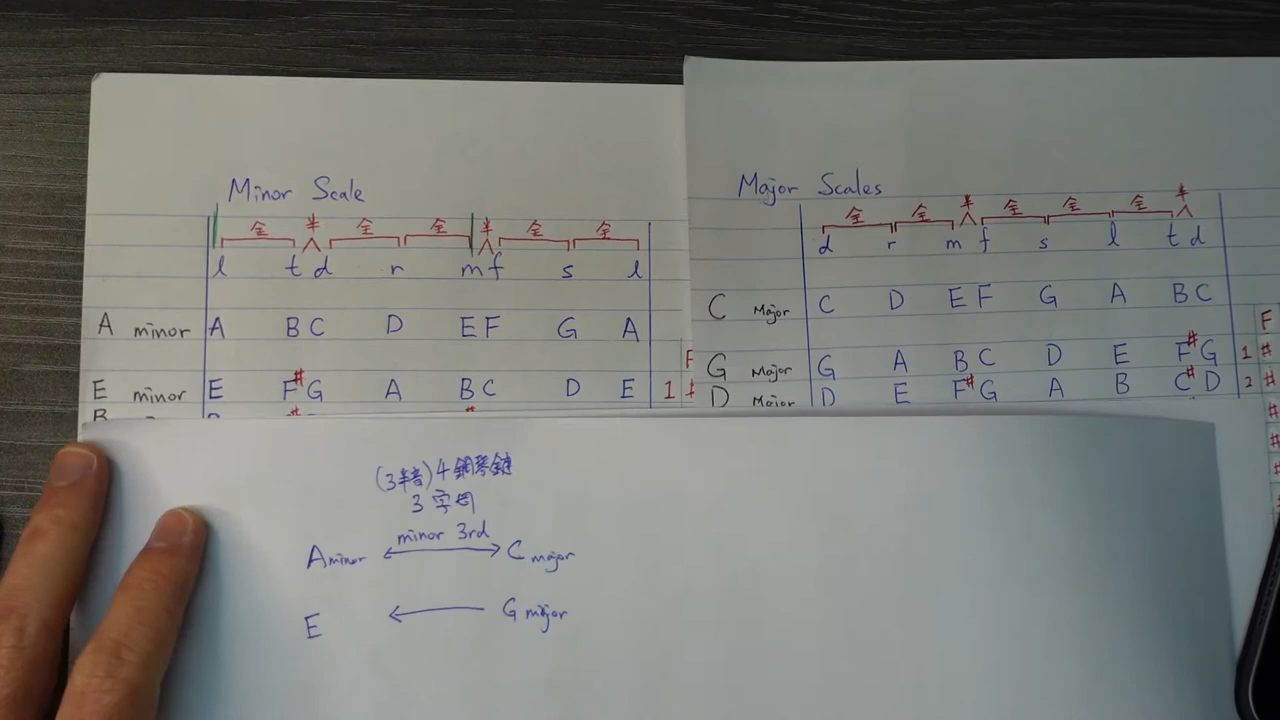 Minor Scale
全 半 全 全 半 全 全
l t d r m f s l
A minor A B C D E F G A
E minor E F# G A B C D E 1 #
F
Major Scales
全 全 半 全 全 全 半
d r m f s l t d
C Major C D E F G A B C
F
G Major G A B C D E F# G 1 #
D Major D E F# G A B C# D 2 #
#
#
#
(3半音) 4 鋼琴鍵
3 字母
minor 3rd
A minor C major
E G major